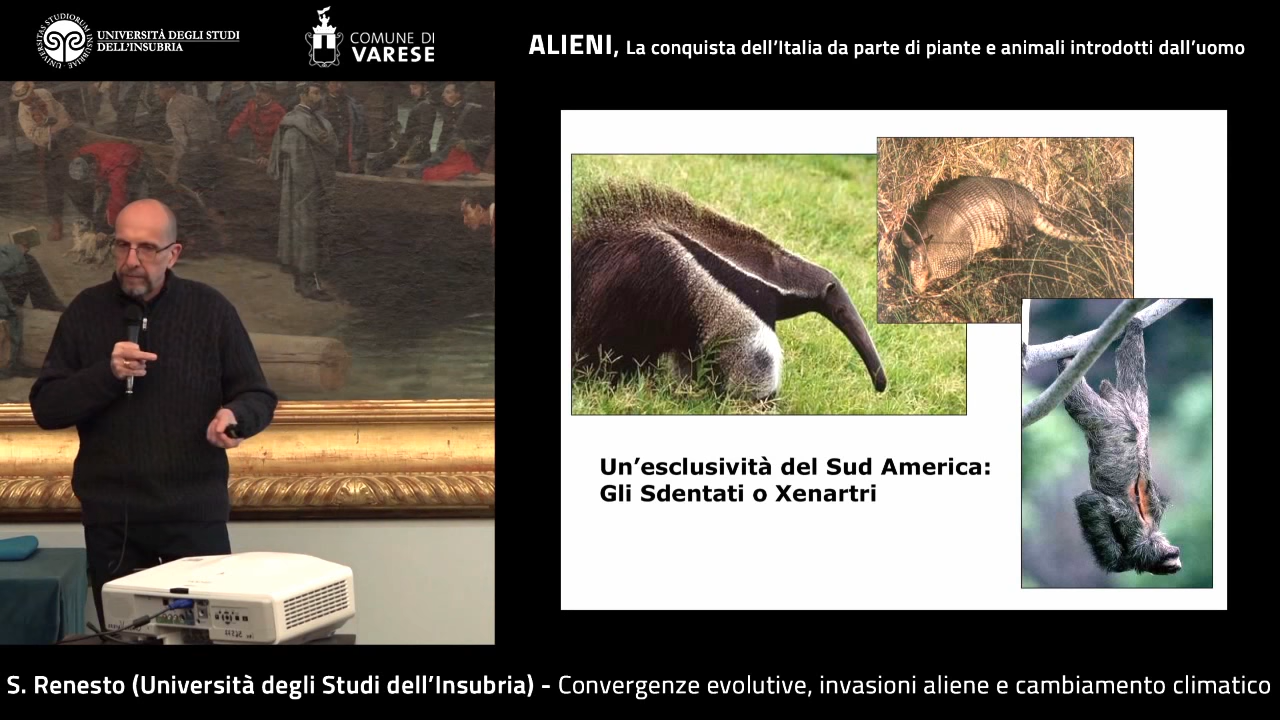 UNIVERSITÀ DEGLI STUDI
DELL'INSUBRIA
COMUNE DI
VARESE
ALIENI, La conquista dell'Italia da parte di piante e animali introdotti dall'uomo
Un'esclusività del Sud America:
Gli Sdentati o Xenartri
S. Renesto (Università degli Studi dell'Insubria) - Convergenze evolutive, invasioni aliene e cambiamento climatico